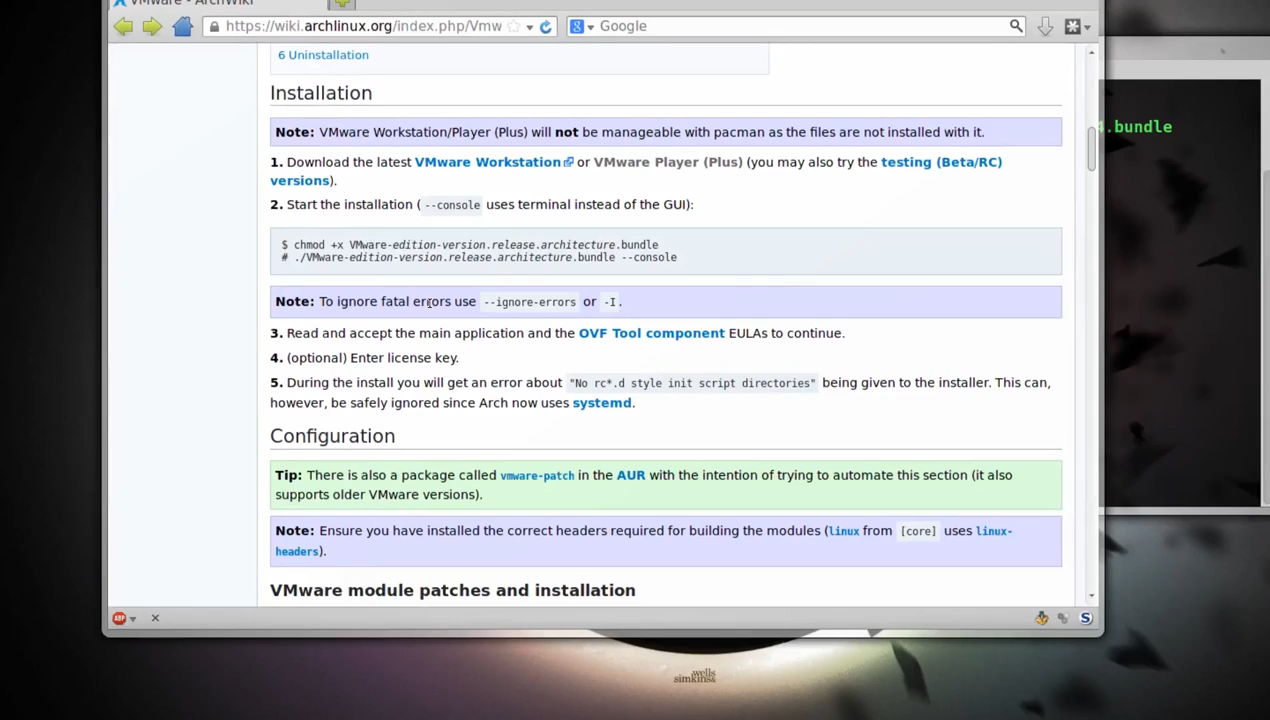 VMware - ArchWiki
https://wiki.archlinux.org/index.php/Vmw
Google
6 Uninstallation
Installation
Note: VMware Workstation/Player (Plus) will not be manageable with pacman as the files are not installed with it.
1. Download the latest VMware Workstation or VMware Player (Plus) (you may also try the testing (Beta/RC)
versions).
2. Start the installation ( --console uses terminal instead of the GUI):
$ chmod +x VMware-edition-version.release.architecture.bundle
# ./VMware-edition-version.release.architecture.bundle --console
Note: To ignore fatal errors use --ignore-errors or -I.
3. Read and accept the main application and the OVF Tool component EULAs to continue.
4. (optional) Enter license key.
5. During the install you will get an error about "No rc*.d style init script directories" being given to the installer. This can,
however, be safely ignored since Arch now uses systemd.
Configuration
Tip: There is also a package called vmware-patch in the AUR with the intention of trying to automate this section (it also
supports older VMware versions).
Note: Ensure you have installed the correct headers required for building the modules (linux from [core] uses linux-
headers).
VMware module patches and installation
4.bundle
ABP
wells
simkins